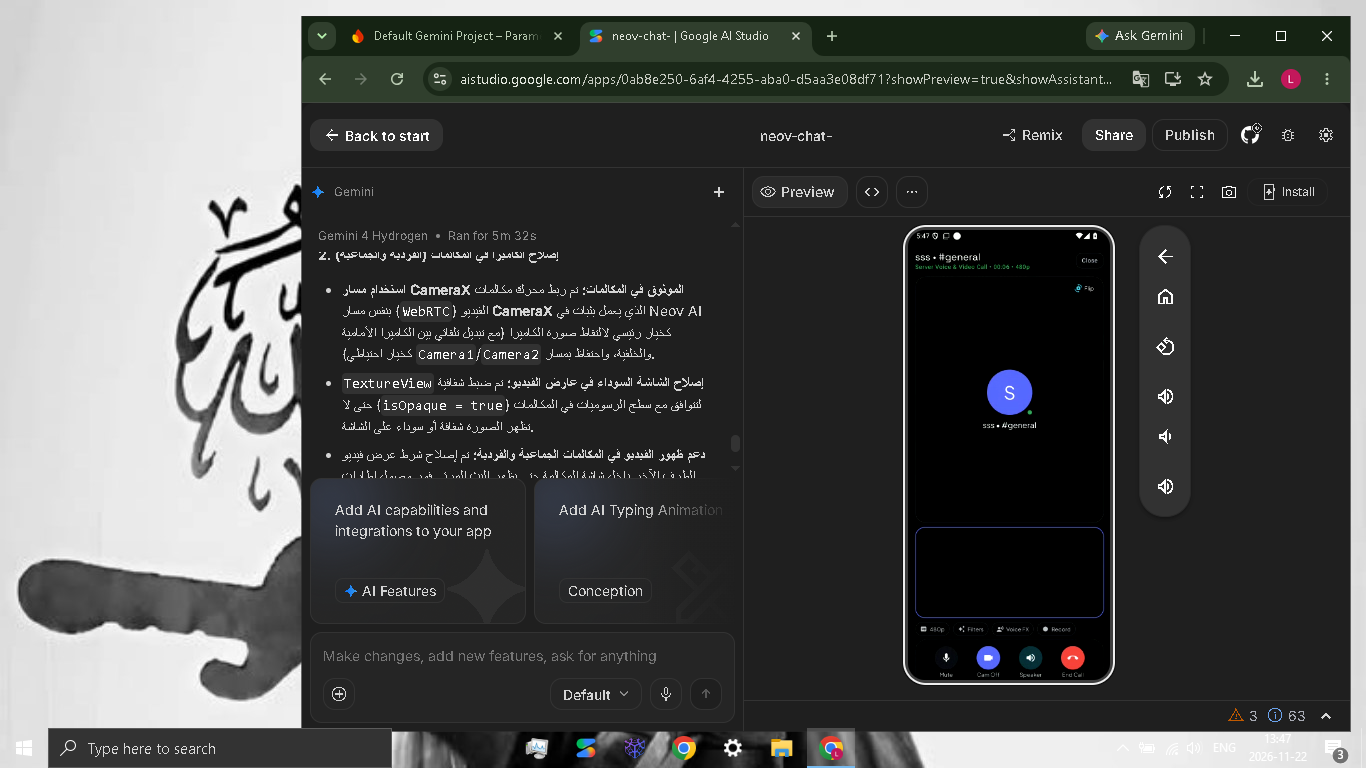 Default Gemini Project – Param
neov-chat- | Google AI Studio
Ask Gemini
aistudio.google.com/apps/0ab8e250-6af4-4255-aba0-d5aa3e08df71?showPreview=true&showAssistant...
L
Back to start
neov-chat-
Remix
Share
Publish
Gemini
Preview
Install
Gemini 4 Hydrogen • Ran for 5m 32s
2. إصلاح الكاميرا في المكالمات (الفردية والجماعية)
استخدام مسار CameraX الموثوق في المكالمات: تم ربط محرك مكالمات
الفيديو (WebRTC) بنفس مسار CameraX الذي يعمل بثبات في Neov AI
كخيار رئيسي لالتقاط صورة الكاميرا (مع تبديل تلقائي بين الكاميرا الأمامية
والخلفية، واحتفاظ بمسار Camera1/Camera2 كخيار احتياطي).
إصلاح الشاشة السوداء في عارض الفيديو: تم ضبط شفافية TextureView
لتتوافق مع سطح الرسوميات في المكالمات (isOpaque = true) حتى لا
تظهر الصورة شفافة أو سوداء على الشاشة.
دعم ظهور الفيديو في المكالمات الجماعية والفردية: تم إصلاح شرط عرض فيديو
Add AI capabilities and
integrations to your app
AI Features
Add AI Typing Animation
Conception
Make changes, add new features, ask for anything
Default
5:47
sss • #general
Server Voice & Video Call • 00:06 • 480p
Close
Flip
S
sss • #general
480p
Filters
Voice FX
Record
Mute
Cam Off
Speaker
End Call
3
63
Type here to search
L
ENG
13:47
2026-11-22
3